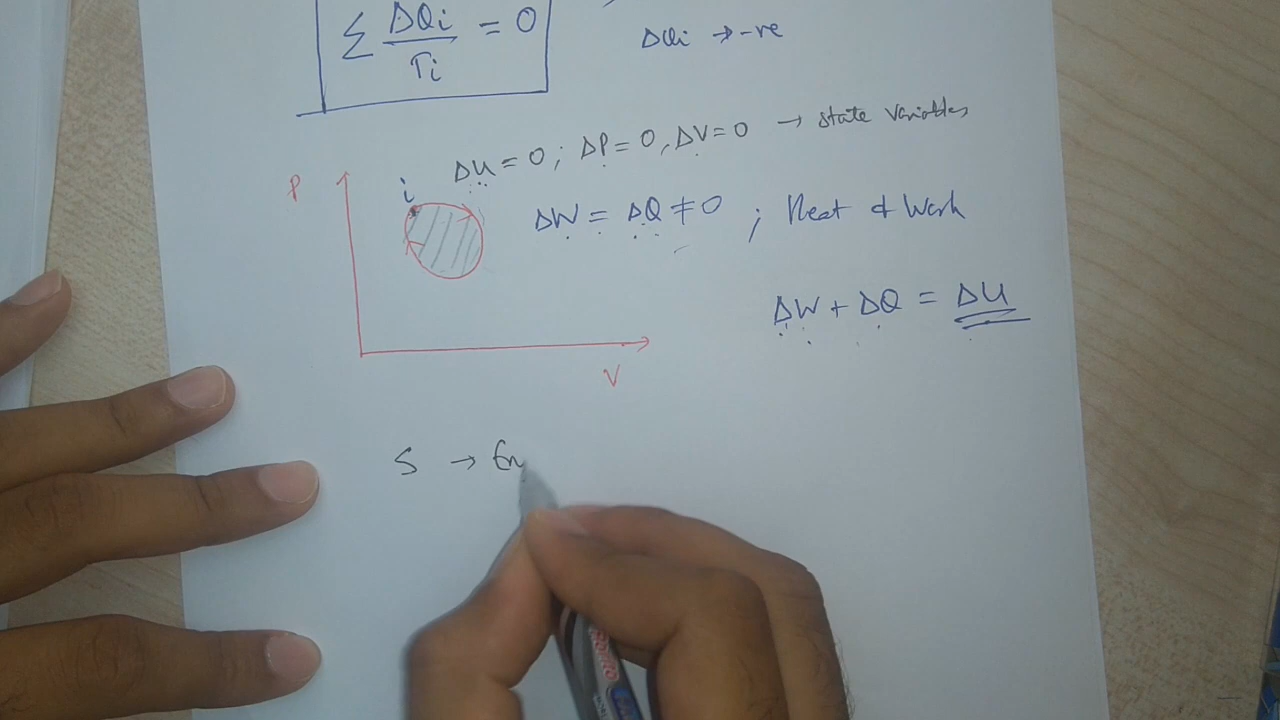 ∑ ΔQi/Ti = 0
ΔQi → -ve
ΔU = 0 ; ΔP = 0 , ΔV = 0 → state variables
P
i
ΔW = ΔQ ≠ 0 ; Heat & Work
ΔW + ΔQ = ΔU
V
S → En